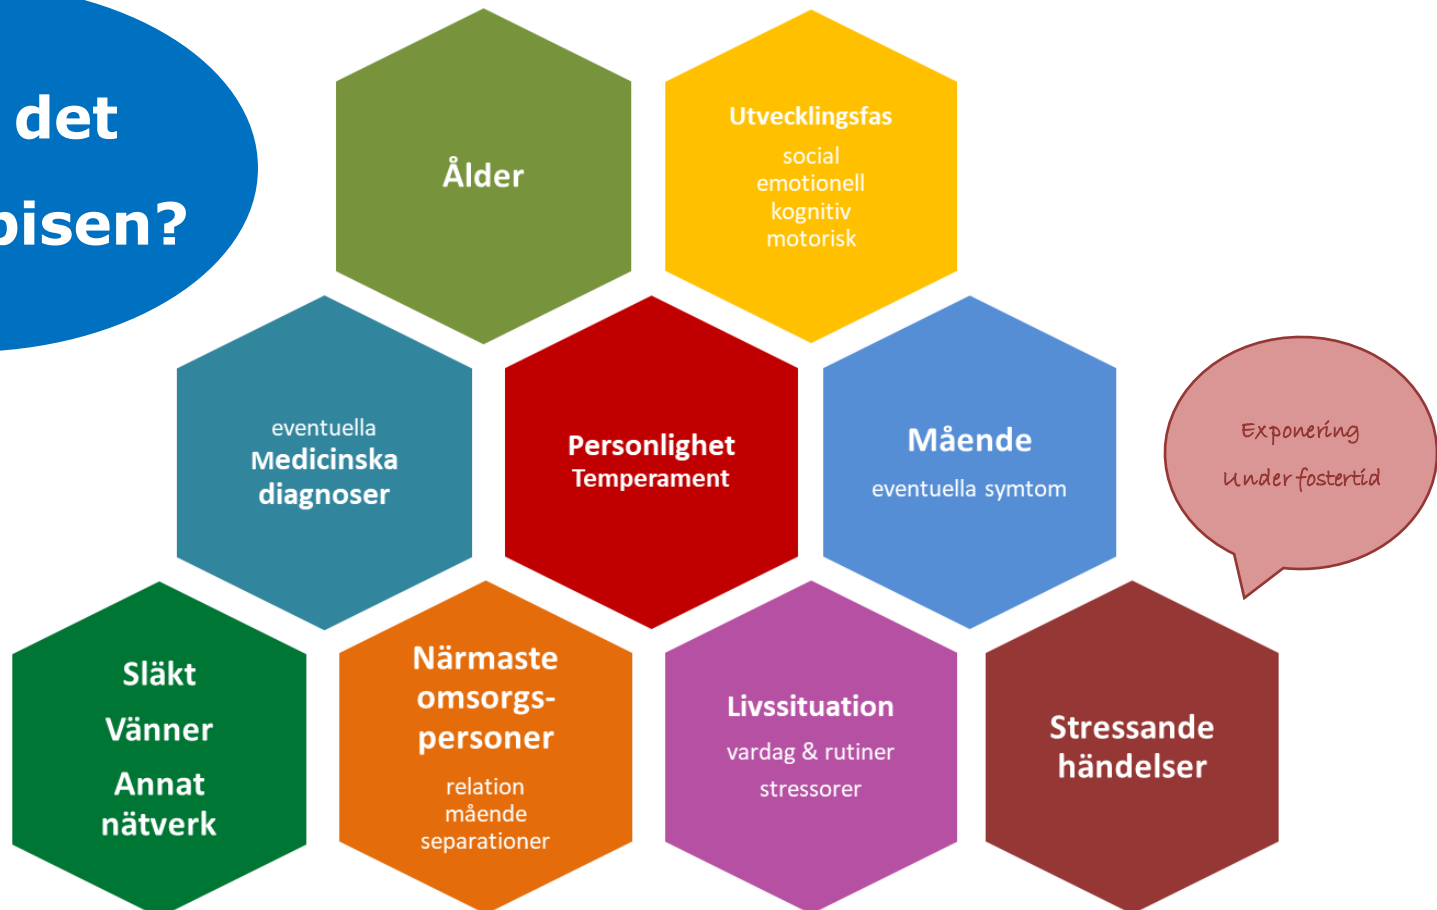 det
pisen?
Ålder
Utvecklingsfas
social
emotionell
kognitiv
motorisk
eventuella
Medicinska
diagnoser
Personlighet
Temperament
Mående
eventuella symtom
Exponering
Under fostertid
Släkt
Vänner
Annat
nätverk
Närmaste
omsorgs-
personer
relation
mående
separationer
Livssituation
vardag & rutiner
stressorer
Stressande
händelser